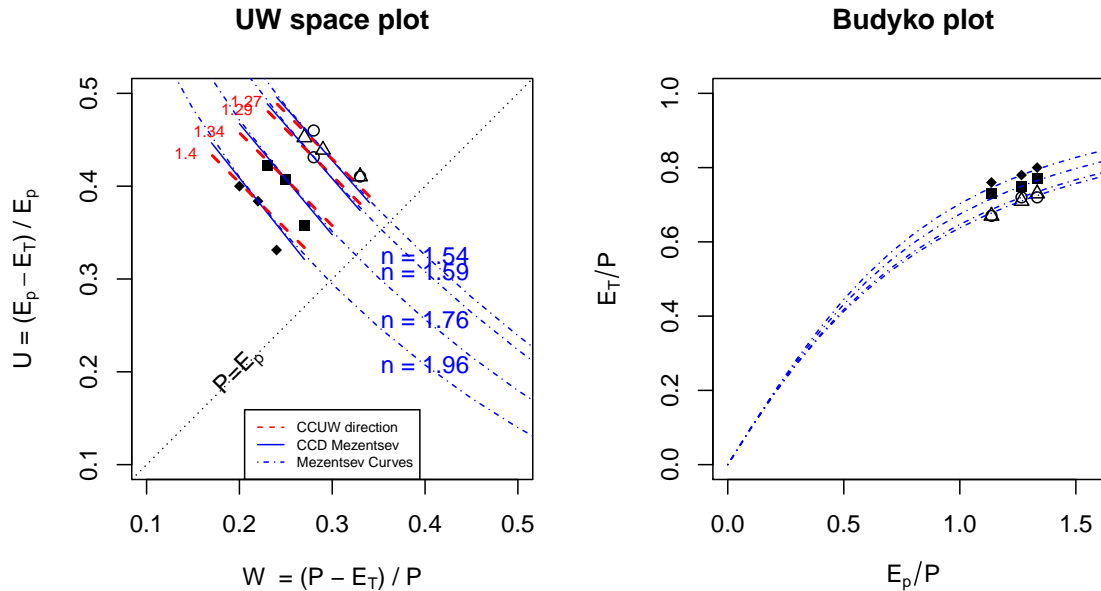 UW space plot
0.5
0.4
0.3
0.2
0.1
U = (Ep − ET) / Ep
1.27
1.29
1.34
1.4
n = 1.54
n = 1.59
n = 1.76
n = 1.96
P=Ep
CCUW direction
CCD Mezentsev
Mezentsev Curves
0.1 0.2 0.3 0.4 0.5
W = (P − ET) / P
Budyko plot
1.0
0.8
0.6
0.4
0.2
0.0
ET/P
0.0 0.5 1.0 1.5
Ep/P